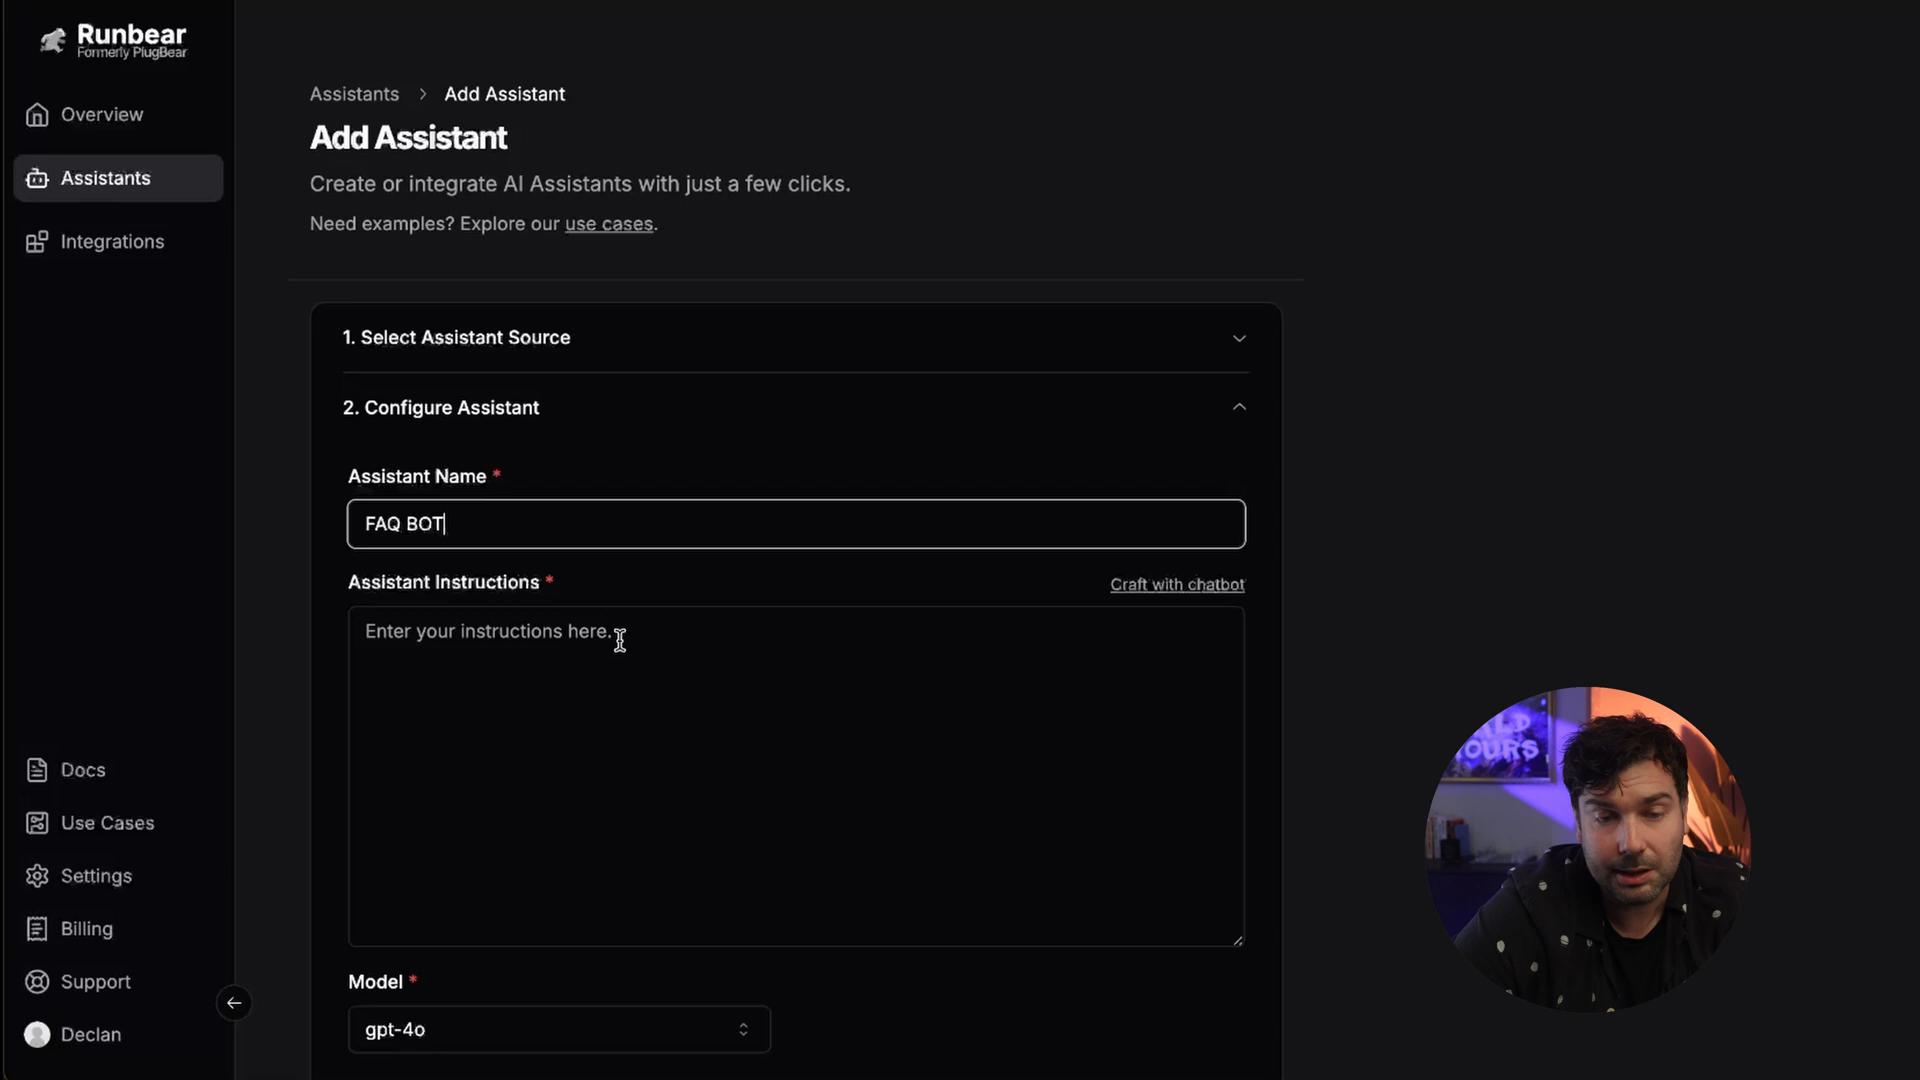 Runbear
Formerly PlugBear
Overview
Assistants
Integrations
Docs
Use Cases
Settings
Billing
Support
Declan
Assistants > Add Assistant
Add Assistant
Create or integrate AI Assistants with just a few clicks.
Need examples? Explore our use cases.
1. Select Assistant Source
2. Configure Assistant
Assistant Name *
FAQ BOT
Assistant Instructions *
Craft with chatbot
Enter your instructions here.
Model *
gpt-4o